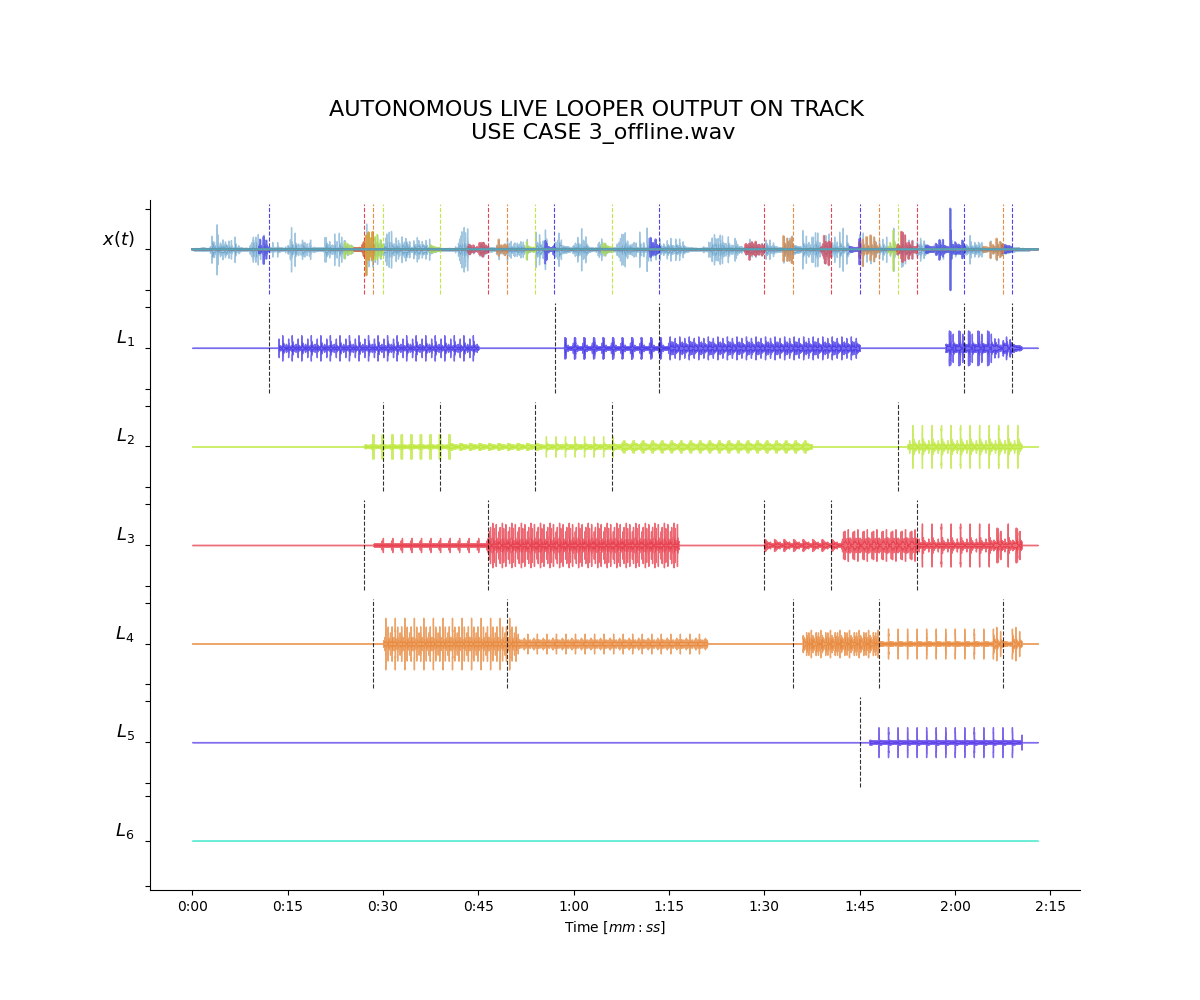 AUTONOMOUS LIVE LOOPER OUTPUT ON TRACK
USE CASE 3_offline.wav
x(t)
L1
L2
L3
L4
L5
L6
0:00 0:15 0:30 0:45 1:00 1:15 1:30 1:45 2:00 2:15
Time [mm : ss]